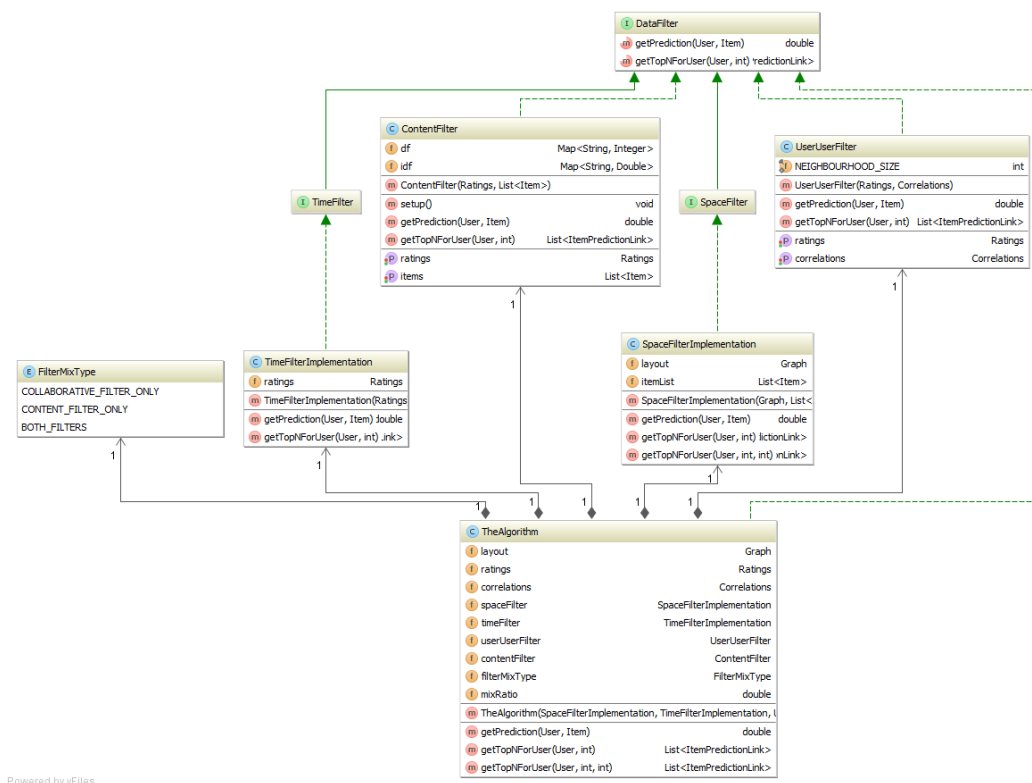 I DataFilter
m getPrediction(User, Item) double
m getTopNForUser(User, int) 'redictionLink>
C ContentFilter
f df Map<String, Integer>
f idf Map<String, Double>
m ContentFilter(Ratings, List<Item>)
m setup() void
m getPrediction(User, Item) double
m getTopNForUser(User, int) List<ItemPredictionLink>
p ratings Ratings
p items List<Item>
C UserUserFilter
f NEIGHBOURHOOD_SIZE int
m UserUserFilter(Ratings, Correlations)
m getPrediction(User, Item) double
m getTopNForUser(User, int) List<ItemPredictionLink>
p ratings Ratings
p correlations Correlations
I TimeFilter
I SpaceFilter
1
1
E FilterMixType
COLLABORATIVE_FILTER_ONLY
CONTENT_FILTER_ONLY
BOTH_FILTERS
C TimeFilterImplementation
f ratings Ratings
m TimeFilterImplementation(Ratings
m getPrediction(User, Item) double
m getTopNForUser(User, int) .ink>
C SpaceFilterImplementation
f layout Graph
f itemList List<Item>
m SpaceFilterImplementation(Graph, List<
m getPrediction(User, Item) double
m getTopNForUser(User, int) lictionLink>
m getTopNForUser(User, int, int) nLink>
1
1
1
1 1 1 1 1
C TheAlgorithm
f layout Graph
f ratings Ratings
f correlations Correlations
f spaceFilter SpaceFilterImplementation
f timeFilter TimeFilterImplementation
f userUserFilter UserUserFilter
f contentFilter ContentFilter
f filterMixType FilterMixType
f mixRatio double
m TheAlgorithm(SpaceFilterImplementation, TimeFilterImplementation, U
m getPrediction(User, Item) double
m getTopNForUser(User, int) List<ItemPredictionLink>
m getTopNForUser(User, int, int) List<ItemPredictionLink>
Powered by yFiles